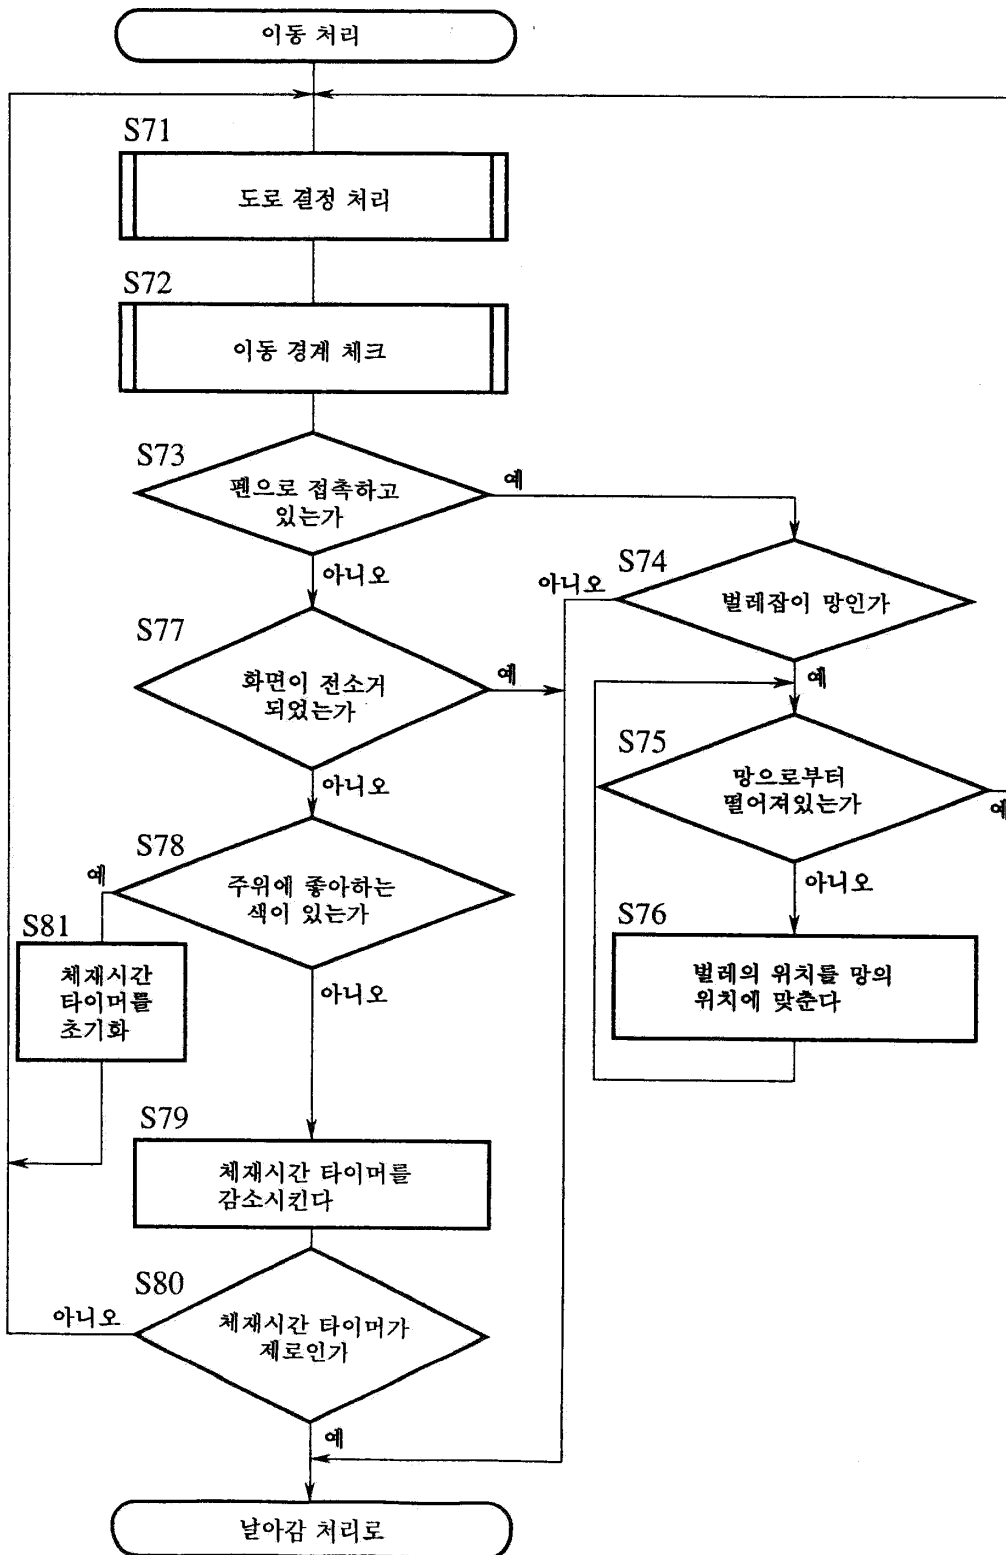 이동 처리
S71
도로 결정 처리
S72
이동 경계 체크
S73
펜으로 접촉하고
있는가
예
아니오
S74
아니오
벌레잡이 망인가
예
S77
화면이 전소거
되었는가
예
아니오
S75
망으로부터
떨어져있는가
예
아니오
S78
예
주위에 좋아하는
색이 있는가
아니오
S76
벌레의 위치를 망의
위치에 맞춘다
S81
체재시간
타이머를
초기화
S79
체재시간 타이머를
감소시킨다
S80
아니오
체재시간 타이머가
제로인가
예
날아감 처리로